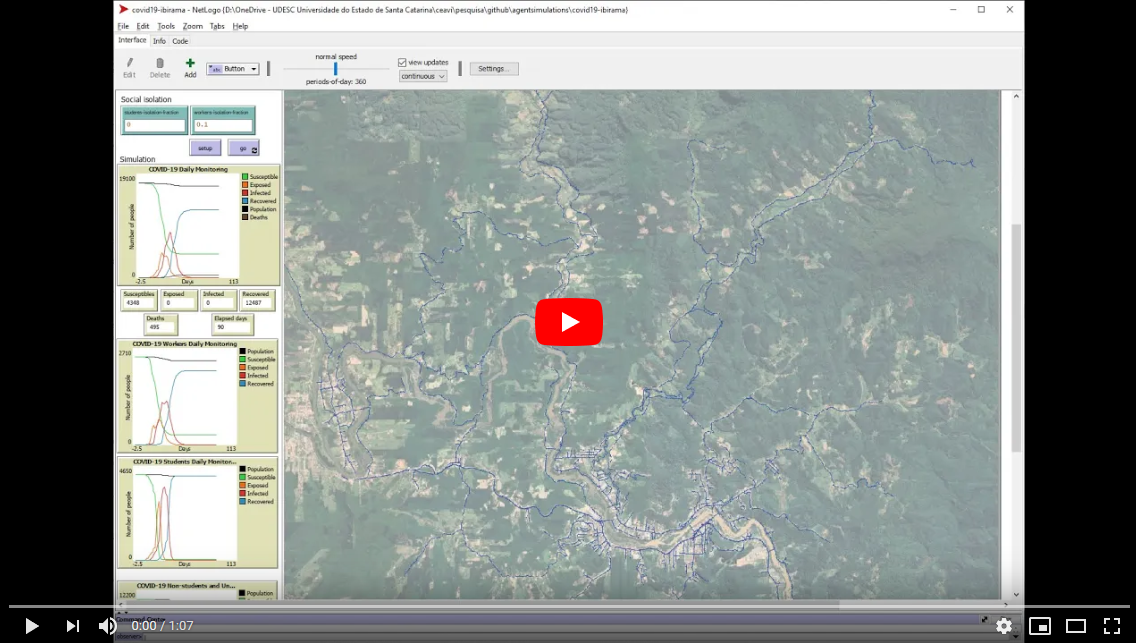 covid19-ibirama - NetLogo {D:\OneDrive - UDESC Universidade do Estado de Santa Catarina\ceavi\pesquisa\github\agentsimulations\covid19-ibirama}
File Edit Tools Zoom Tabs Help
Interface Info Code
normal speed
view updates
Edit Delete Add
Button
continuous
Settings...
periods-of-day: 360
Social isolation
students-isolation-fraction
0
workers-isolation-fraction
0.1
setup
go
Simulation
COVID-19 Daily Monitoring
19100
Number of people
0
-2.5
Days
113
Susceptible
Exposed
Infected
Recovered
Population
Deaths
Susceptibles
4348
Exposed
0
Infected
0
Recovered
12487
Deaths
495
Elapsed days
90
COVID-19 Workers Daily Monitoring
2710
Number of people
0
-2.5
Days
113
Population
Susceptible
Exposed
Infected
Recovered
COVID-19 Students Daily Monitor...
4650
Number of people
0
-2.5
Days
113
Population
Susceptible
Exposed
Infected
Recovered
COVID-19 Non-students and Un...
12200
Population
Command Center
observer>
0:00 / 1:07